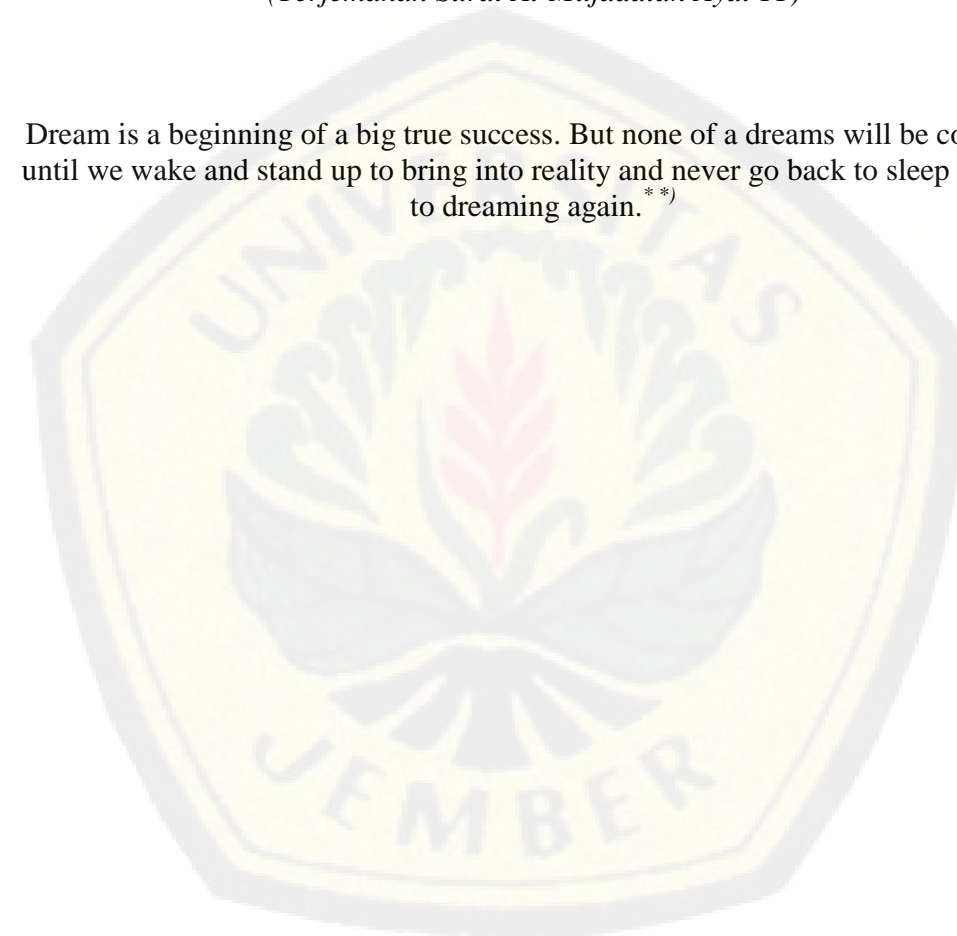 Dream is a beginning of a big true success. But none of a dreams will be
until we wake and stand up to bring into reality and never go back to sleep
to dreaming again.**)
UNIVERSITAS
JEMBER